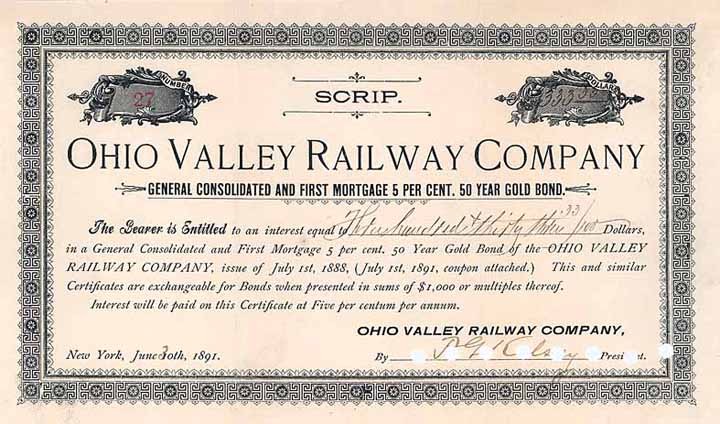 NUMBER
27
SCRIP.
DOLLARS
333 33
OHIO VALLEY RAILWAY COMPANY
GENERAL CONSOLIDATED AND FIRST MORTGAGE 5 PER CENT. 50 YEAR GOLD BOND.
The Bearer is Entitled to an interest equal to Three hundred & thirty three 33/100 Dollars,
in a General Consolidated and First Mortgage 5 per cent. 50 Year Gold Bond of the OHIO VALLEY
RAILWAY COMPANY, issue of July 1st, 1888, (July 1st, 1891, coupon attached.) This and similar
Certificates are exchangeable for Bonds when presented in sums of $1,000 or multiples thereof.
Interest will be paid on this Certificate at Five per centum per annum.
OHIO VALLEY RAILWAY COMPANY,
New York, June 30th, 1891.
By President.